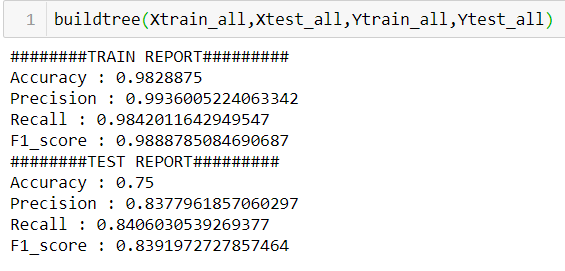 1 buildtree(Xtrain_all,Xtest_all,Ytrain_all,Ytest_all)
########TRAIN REPORT#########
Accuracy : 0.9828875
Precision : 0.9936005224063342
Recall : 0.9842011642949547
F1_score : 0.9888785084690687
########TEST REPORT#########
Accuracy : 0.75
Precision : 0.8377961857060297
Recall : 0.8406030539269377
F1_score : 0.8391972727857464